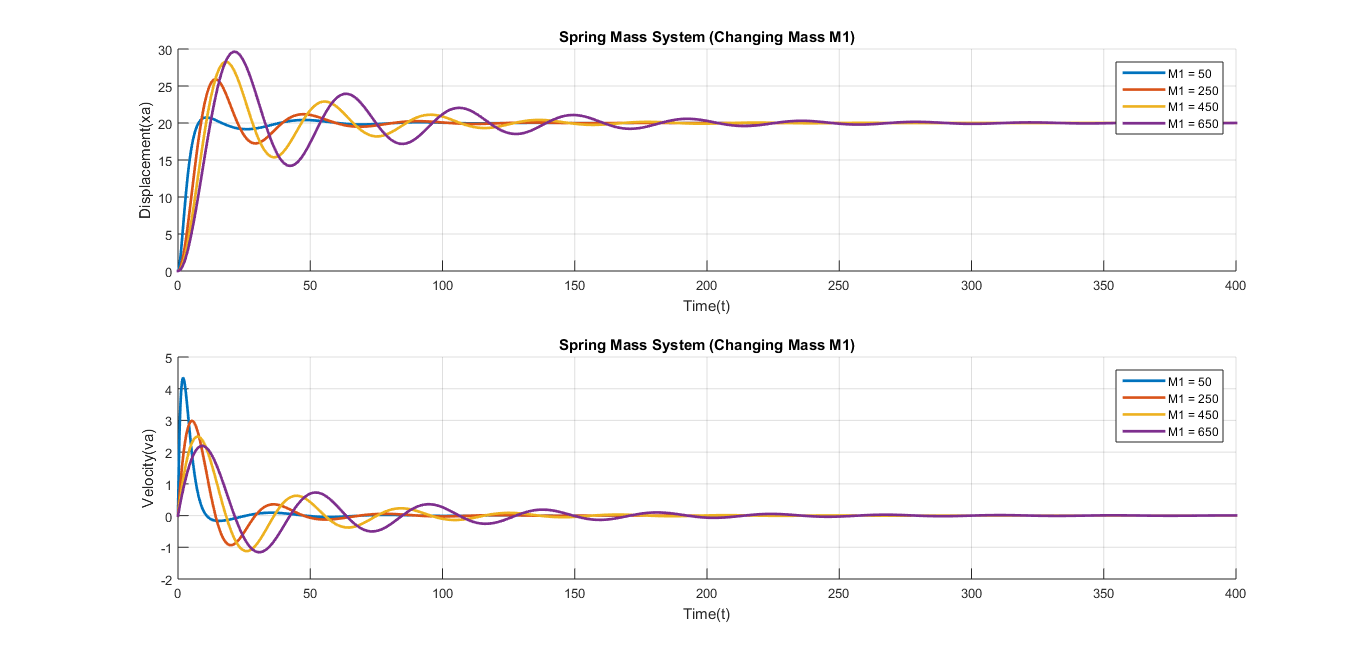 Spring Mass System (Changing Mass M1)
30
25
20
15
10
5
0
Displacement(xa)
M1 = 50
M1 = 250
M1 = 450
M1 = 650
0 50 100 150 200 250 300 350 400
Time(t)
Spring Mass System (Changing Mass M1)
5
4
3
2
1
0
-1
-2
Velocity(va)
M1 = 50
M1 = 250
M1 = 450
M1 = 650
0 50 100 150 200 250 300 350 400
Time(t)